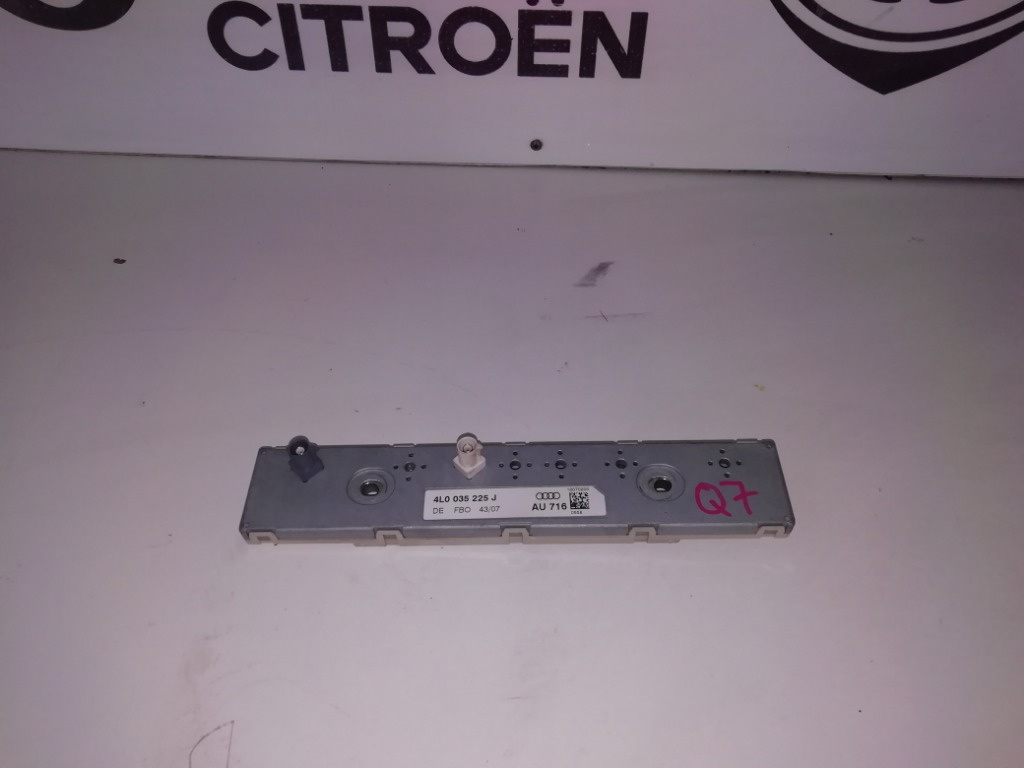 CITROËN
4L0 035 225 J
DE FBO 43/07
AU 716
Q7